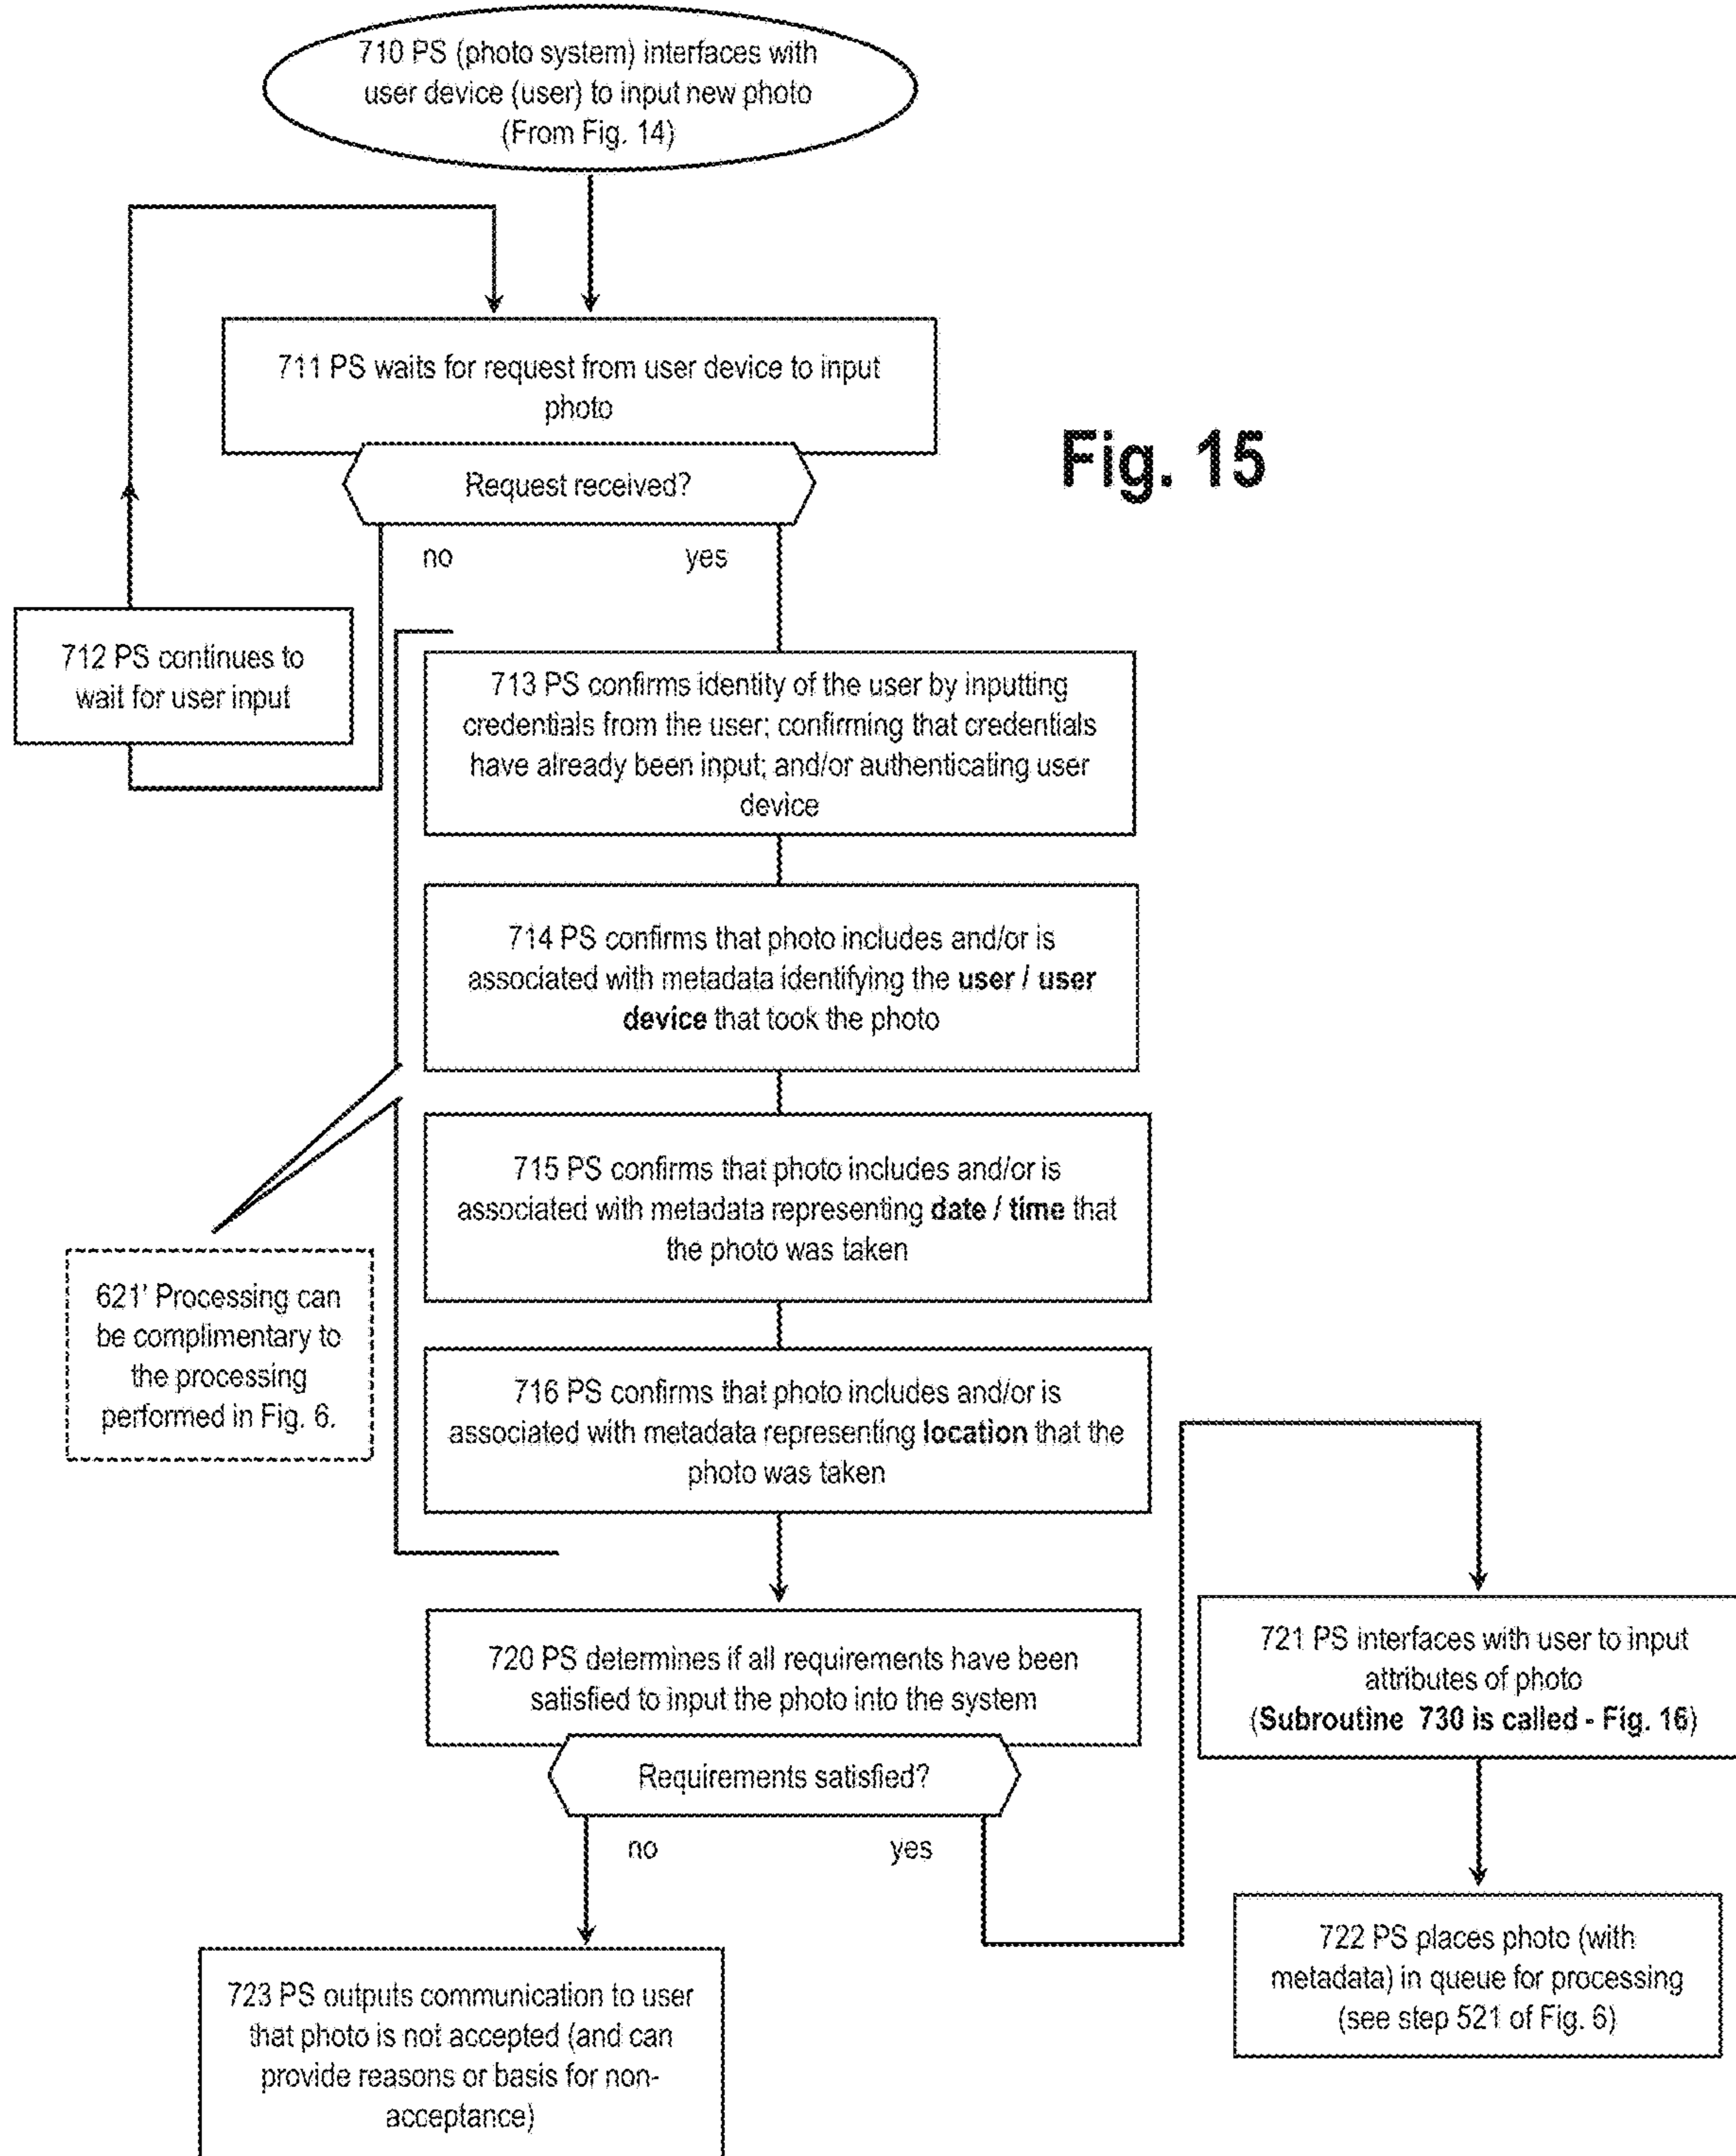 710 PS (photo system) interfaces with
user device (user) to input new photo
(From Fig. 14)
711 PS waits for request from user device to input
photo
Fig. 15
Request received?
no
yes
712 PS continues to
wait for user input
713 PS confirms identity of the user by inputting
credentials from the user; confirming that credentials
have already been input; and/or authenticating user
device
714 PS confirms that photo includes and/or is
associated with metadata identifying the user / user
device that took the photo
715 PS confirms that photo includes and/or is
associated with metadata representing date / time that
the photo was taken
621' Processing can
be complimentary to
the processing
performed in Fig. 6.
716 PS confirms that photo includes and/or is
associated with metadata representing location that the
photo was taken
720 PS determines if all requirements have been
satisfied to input the photo into the system
Requirements satisfied?
no
yes
721 PS interfaces with user to input
attributes of photo
(Subroutine 730 is called - Fig. 16)
722 PS places photo (with
metadata) in queue for processing
(see step 521 of Fig. 6)
723 PS outputs communication to user
that photo is not accepted (and can
provide reasons or basis for non-
acceptance)